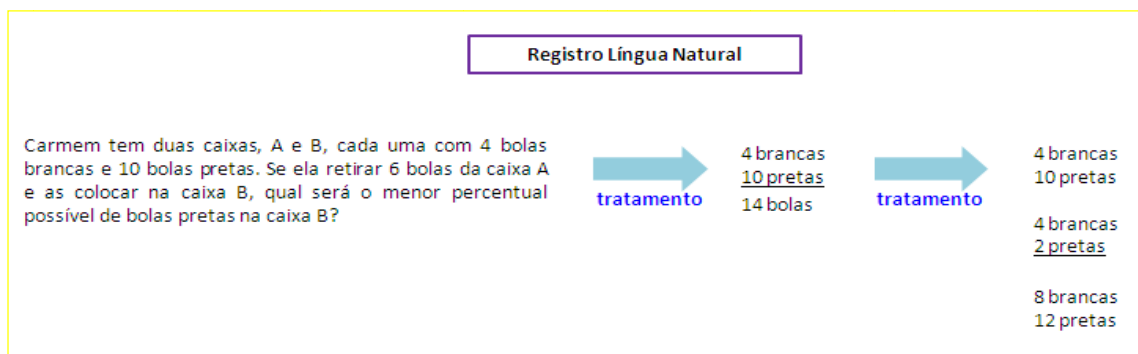 Registro Língua Natural
Carmem tem duas caixas, A e B, cada uma com 4 bolas
brancas e 10 bolas pretas. Se ela retirar 6 bolas da caixa A
e as colocar na caixa B, qual será o menor percentual
possível de bolas pretas na caixa B?
tratamento
4 brancas
10 pretas
14 bolas
tratamento
4 brancas
10 pretas
4 brancas
2 pretas
8 brancas
12 pretas